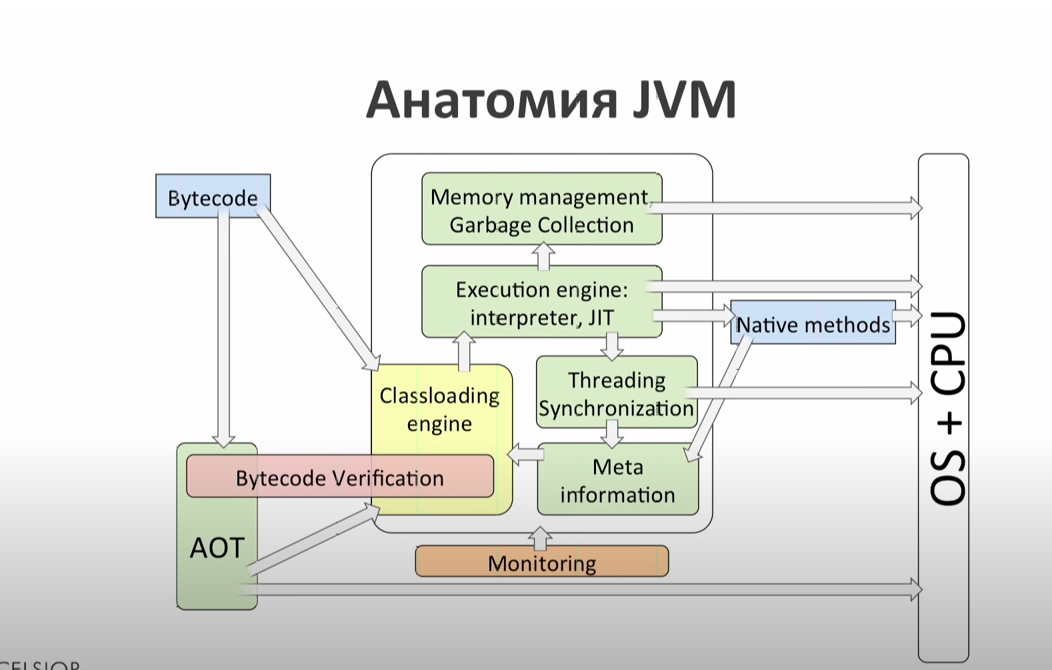 Анатомия JVM
Bytecode
Memory management,
Garbage Collection
Execution engine:
interpreter, JIT
Native methods
Threading
Synchronization
Classloading
engine
Bytecode Verification
Meta
information
AOT
Monitoring
OS + CPU